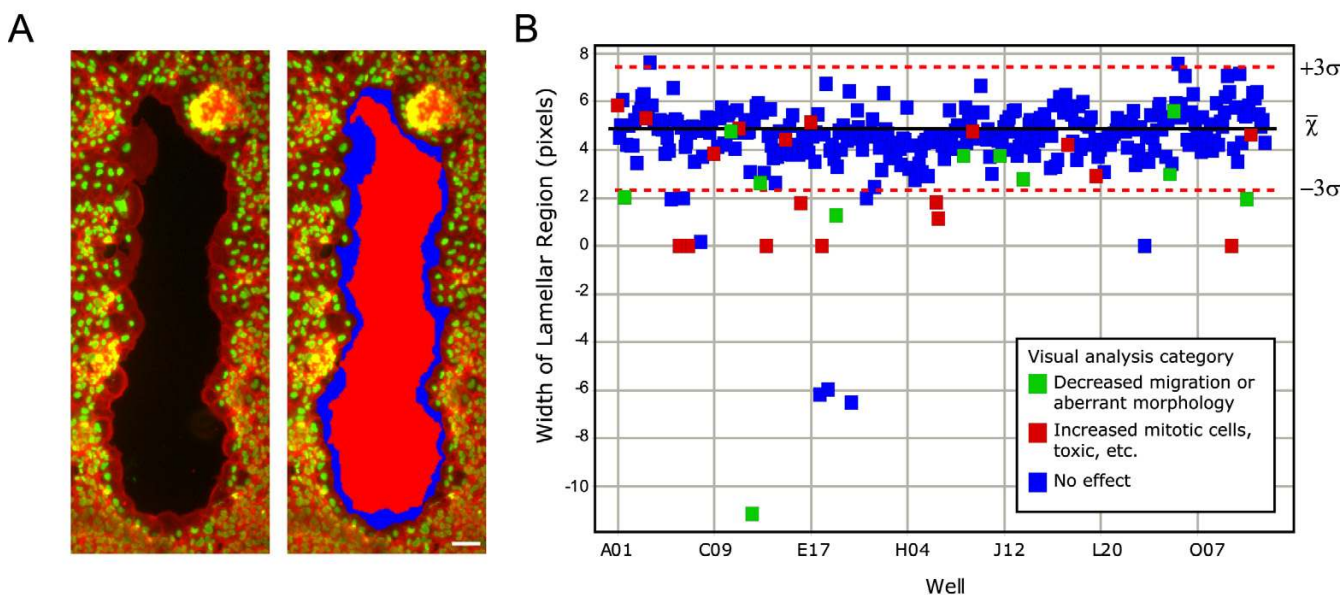 A
B
Width of Lamellar Region (pixels)
8
6
4
2
0
-2
-4
-6
-8
-10
+3σ
χ̄
−3σ
Visual analysis category
Decreased migration or
aberrant morphology
Increased mitotic cells,
toxic, etc.
No effect
A01
C09
E17
H04
J12
L20
O07
Well